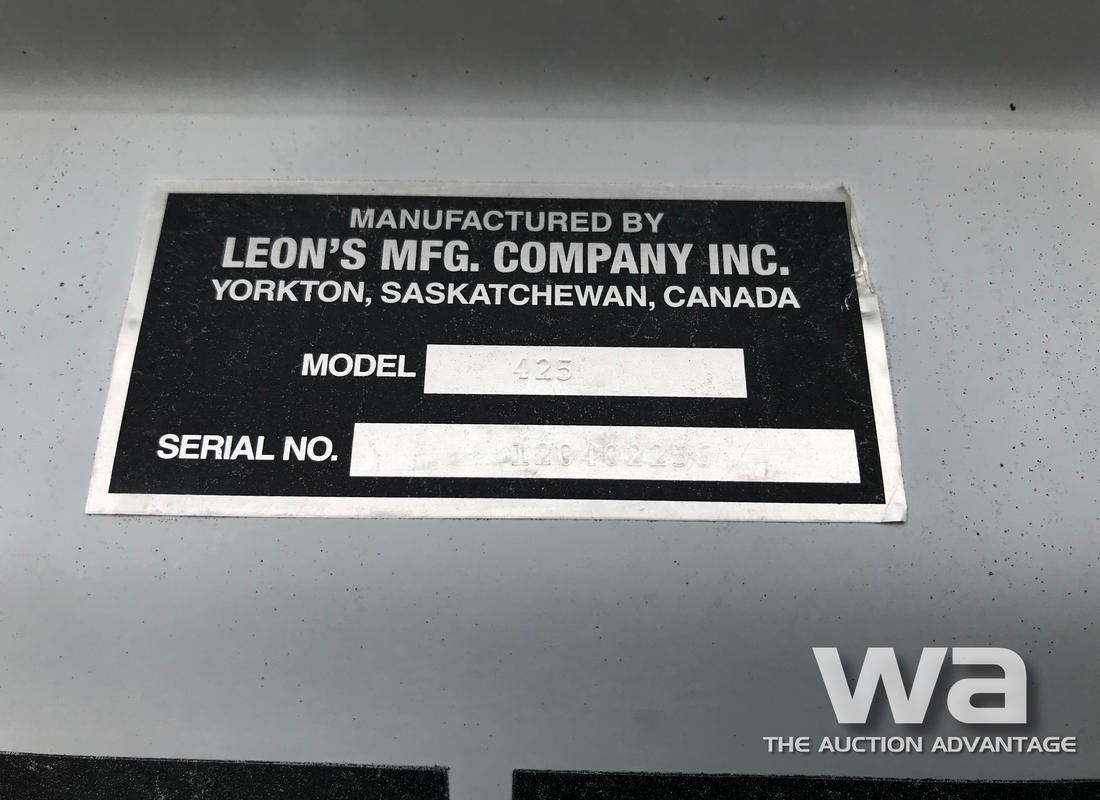 MANUFACTURED BY
LEON'S MFG. COMPANY INC.
YORKTON, SASKATCHEWAN, CANADA
MODEL 425
SERIAL NO.
wa
THE AUCTION ADVANTAGE